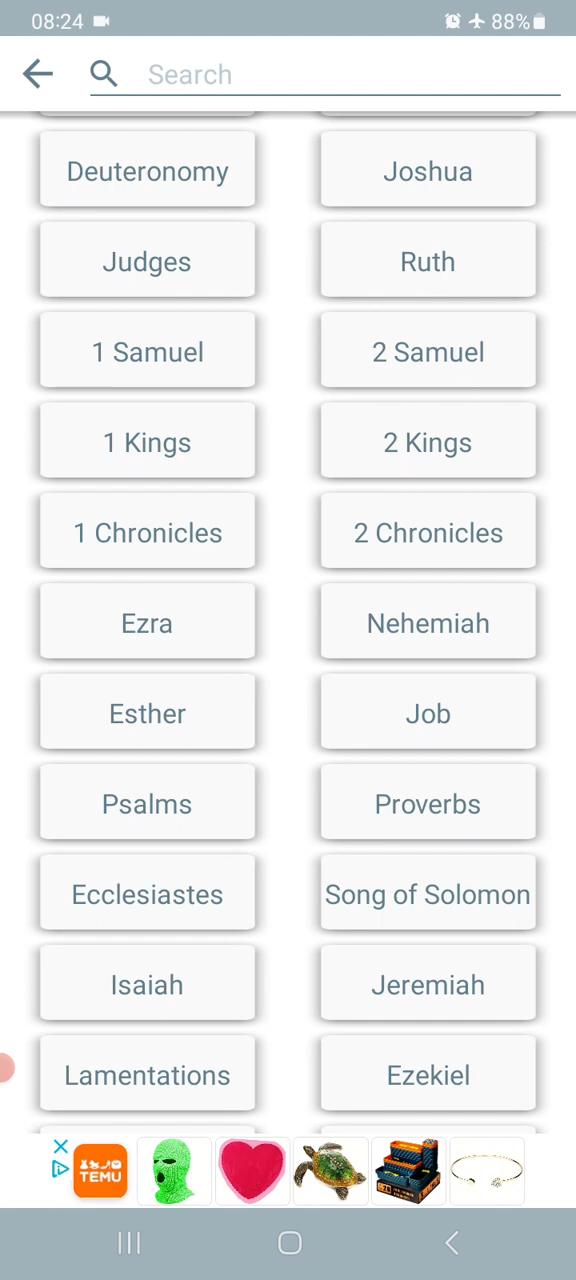 08:24 88%
Search
Deuteronomy Joshua
Judges Ruth
1 Samuel 2 Samuel
1 Kings 2 Kings
1 Chronicles 2 Chronicles
Ezra Nehemiah
Esther Job
Psalms Proverbs
Ecclesiastes Song of Solomon
Isaiah Jeremiah
Lamentations Ezekiel
TEMU